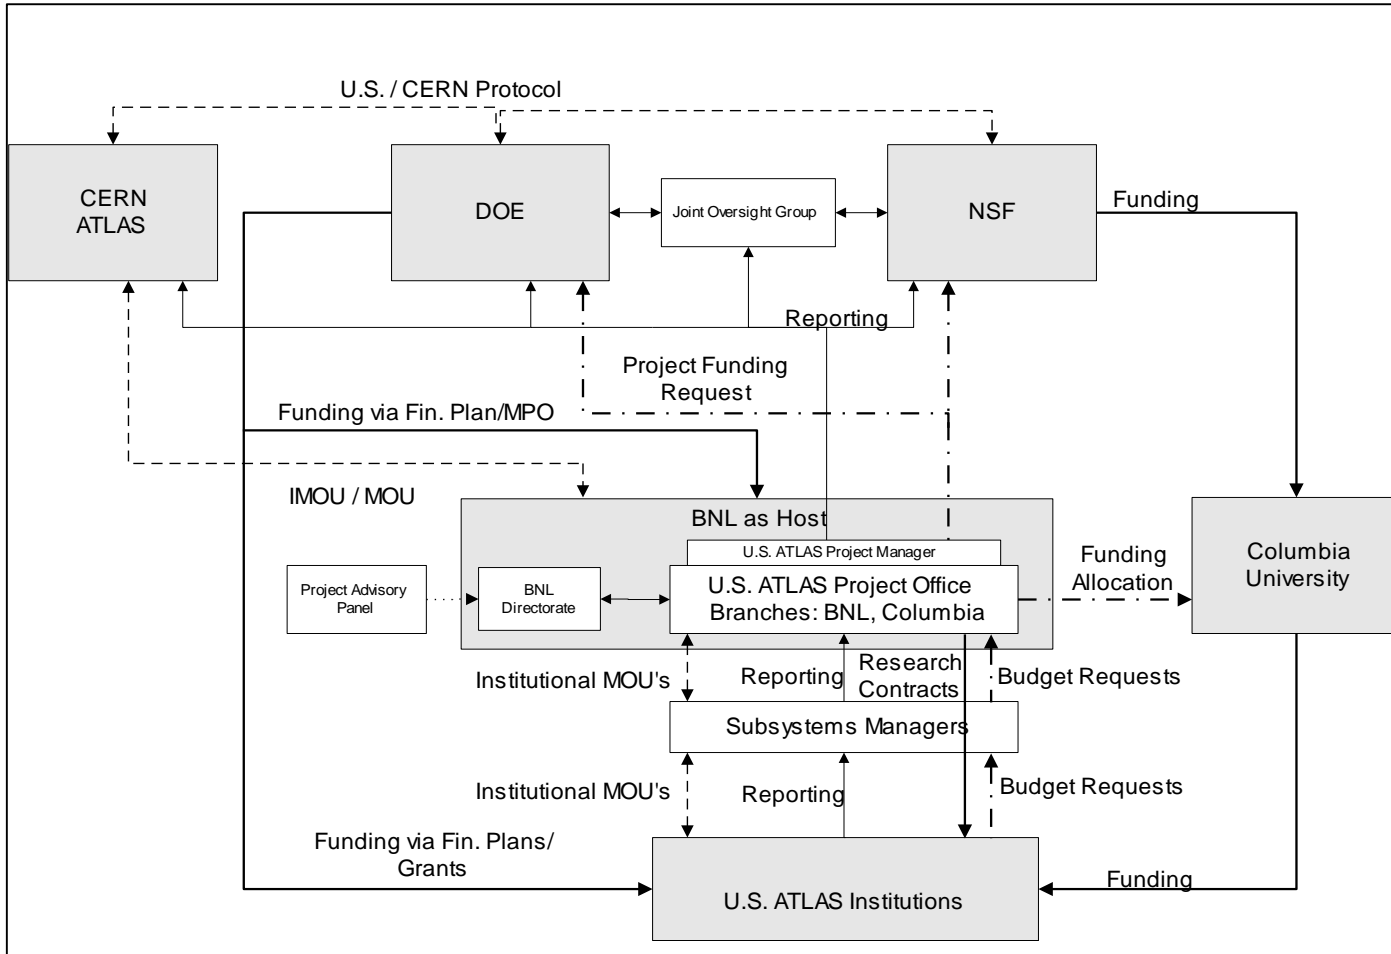 U.S. / CERN Protocol
CERN
ATLAS
DOE
Joint Oversight Group
NSF
Funding
Reporting
Project Funding
Request
Funding via Fin. Plan/MPO
IMOU / MOU
BNL as Host
U.S. ATLAS Project Manager
Project Advisory
Panel
BNL
Directorate
U.S. ATLAS Project Office
Branches: BNL, Columbia
Funding
Allocation
Columbia
University
Institutional MOU's
Reporting
Research
Contracts
Budget Requests
Subsystems Managers
Institutional MOU's
Reporting
Budget Requests
Funding via Fin. Plans/
Grants
U.S. ATLAS Institutions
Funding